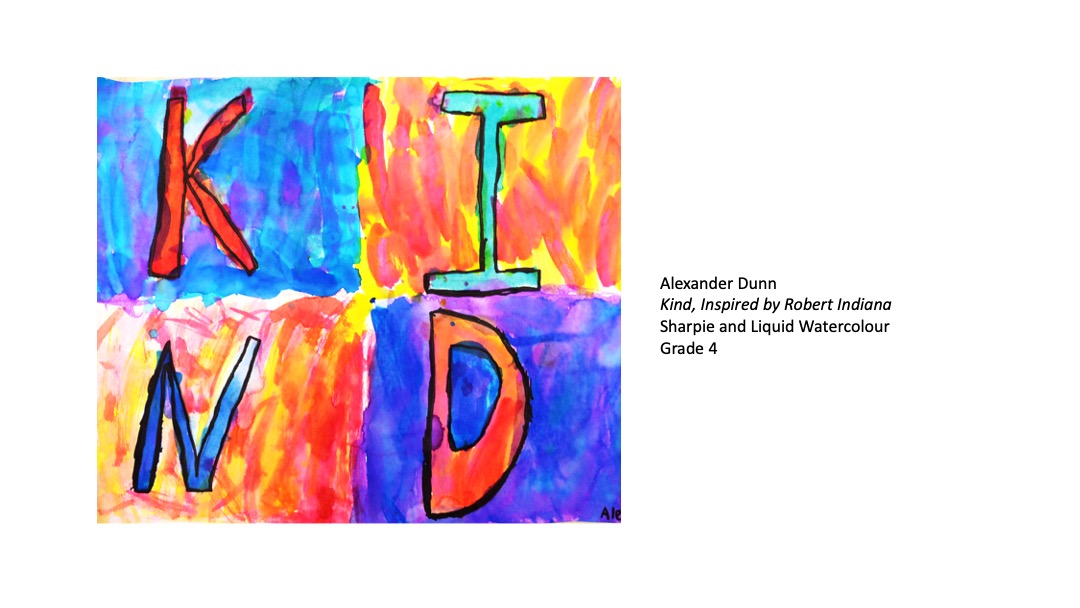 K I
N D
Ale
Alexander Dunn
Kind, Inspired by Robert Indiana
Sharpie and Liquid Watercolour
Grade 4